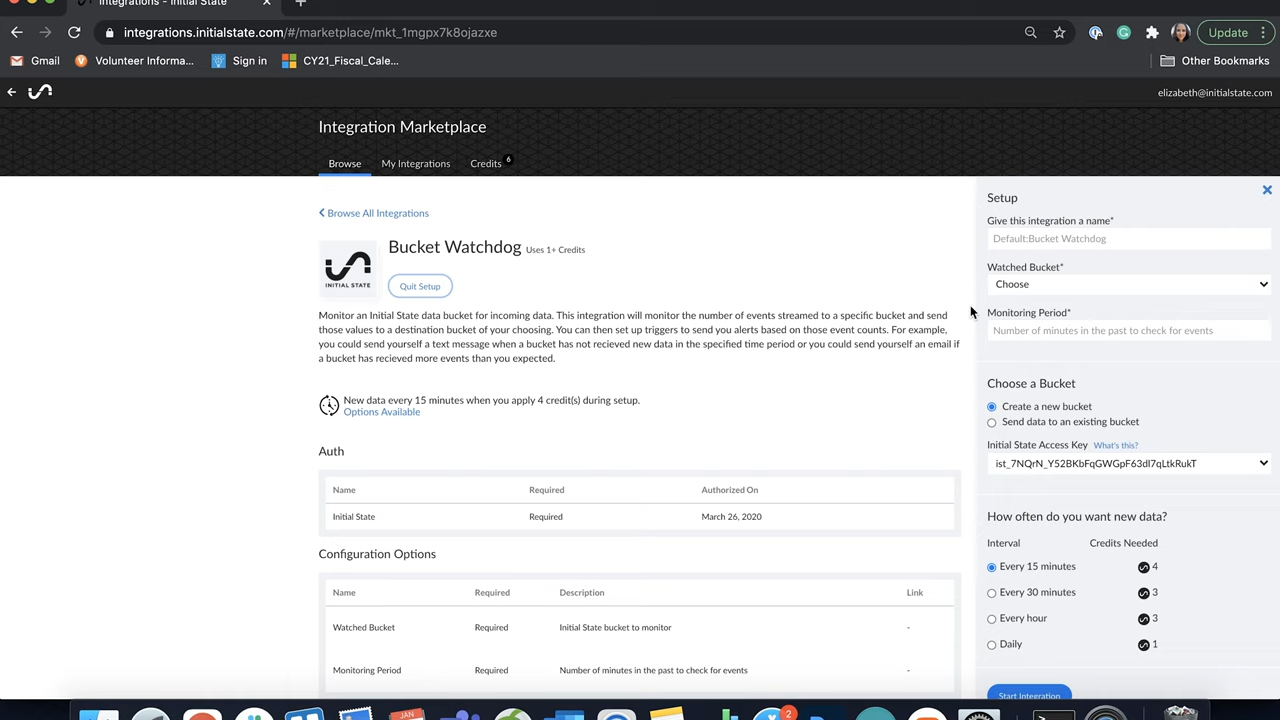 Integrations - Initial State
integrations.initialstate.com/#/marketplace/mkt_1mgpx7k8ojazxe
Update
Gmail
Volunteer Informa...
Sign in
CY21_Fiscal_Cale...
Other Bookmarks
elizabeth@initialstate.com
Integration Marketplace
Browse
My Integrations
Credits 6
Browse All Integrations
INITIAL STATE
Bucket Watchdog Uses 1+ Credits
Quit Setup
Monitor an Initial State data bucket for incoming data. This integration will monitor the number of events streamed to a specific bucket and send
those values to a destination bucket of your choosing. You can then set up triggers to send you alerts based on those event counts. For example,
you could send yourself a text message when a bucket has not recieved new data in the specified time period or you could send yourself an email if
a bucket has recieved more events than you expected.
New data every 15 minutes when you apply 4 credit(s) during setup.
Options Available
Auth
Name Required Authorized On
Initial State Required March 26, 2020
Configuration Options
Name Required Description Link
Watched Bucket Required Initial State bucket to monitor -
Monitoring Period Required Number of minutes in the past to check for events -
Setup
Give this integration a name*
Default:Bucket Watchdog
Watched Bucket*
Choose
Monitoring Period*
Number of minutes in the past to check for events
Choose a Bucket
Create a new bucket
Send data to an existing bucket
Initial State Access Key What's this?
ist_7NQrN_Y52BKbFqGWGpF63dI7qLtkRukT
How often do you want new data?
Interval Credits Needed
Every 15 minutes 4
Every 30 minutes 3
Every hour 3
Daily 1
Start Integration
JAN
2